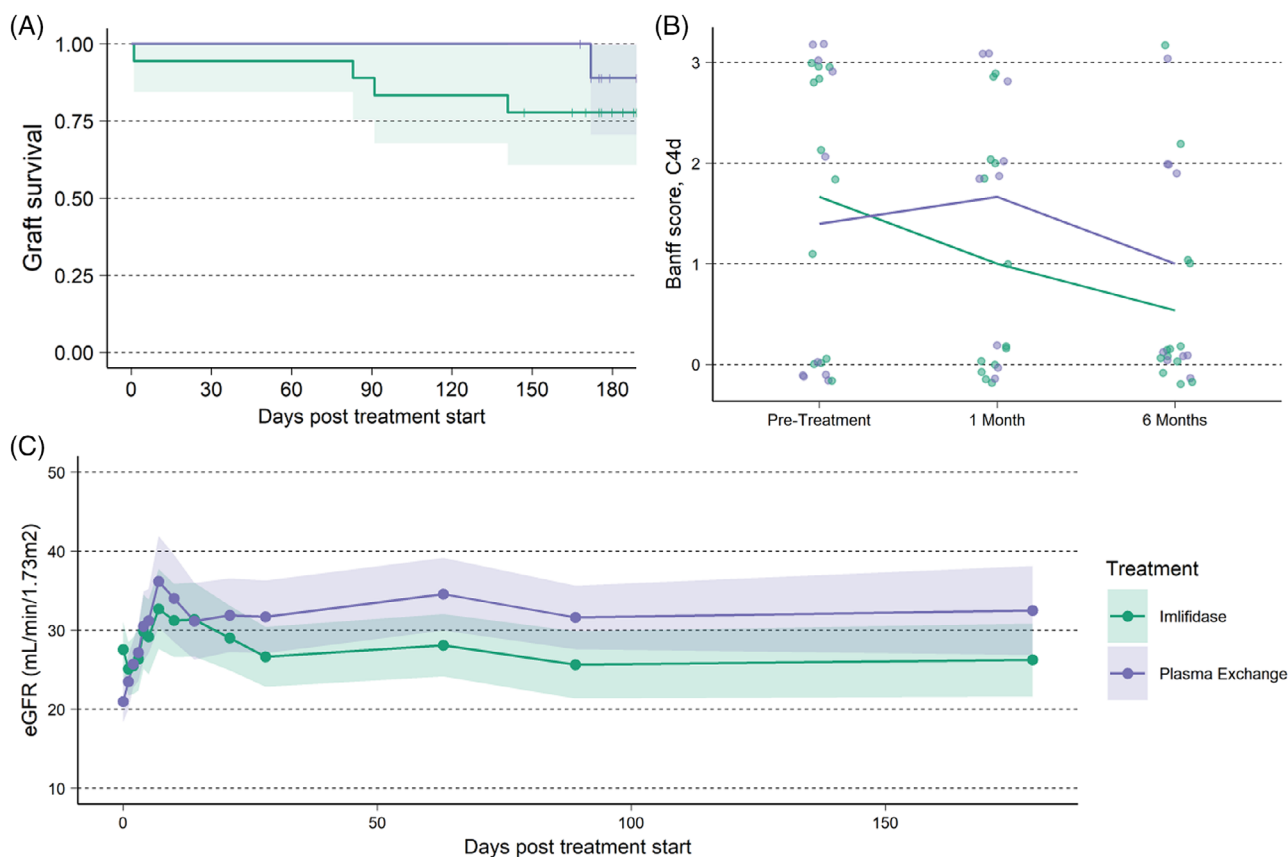 (A)
Graft survival
1.00
0.75
0.50
0.25
0.00
0 30 60 90 120 150 180
Days post treatment start
(B)
Banff score, C4d
3
2
1
0
Pre-Treatment 1 Month 6 Months
(C)
eGFR (mL/min/1.73m2)
50
40
30
20
10
0 50 100 150
Days post treatment start
Treatment
Imlifidase
Plasma Exchange